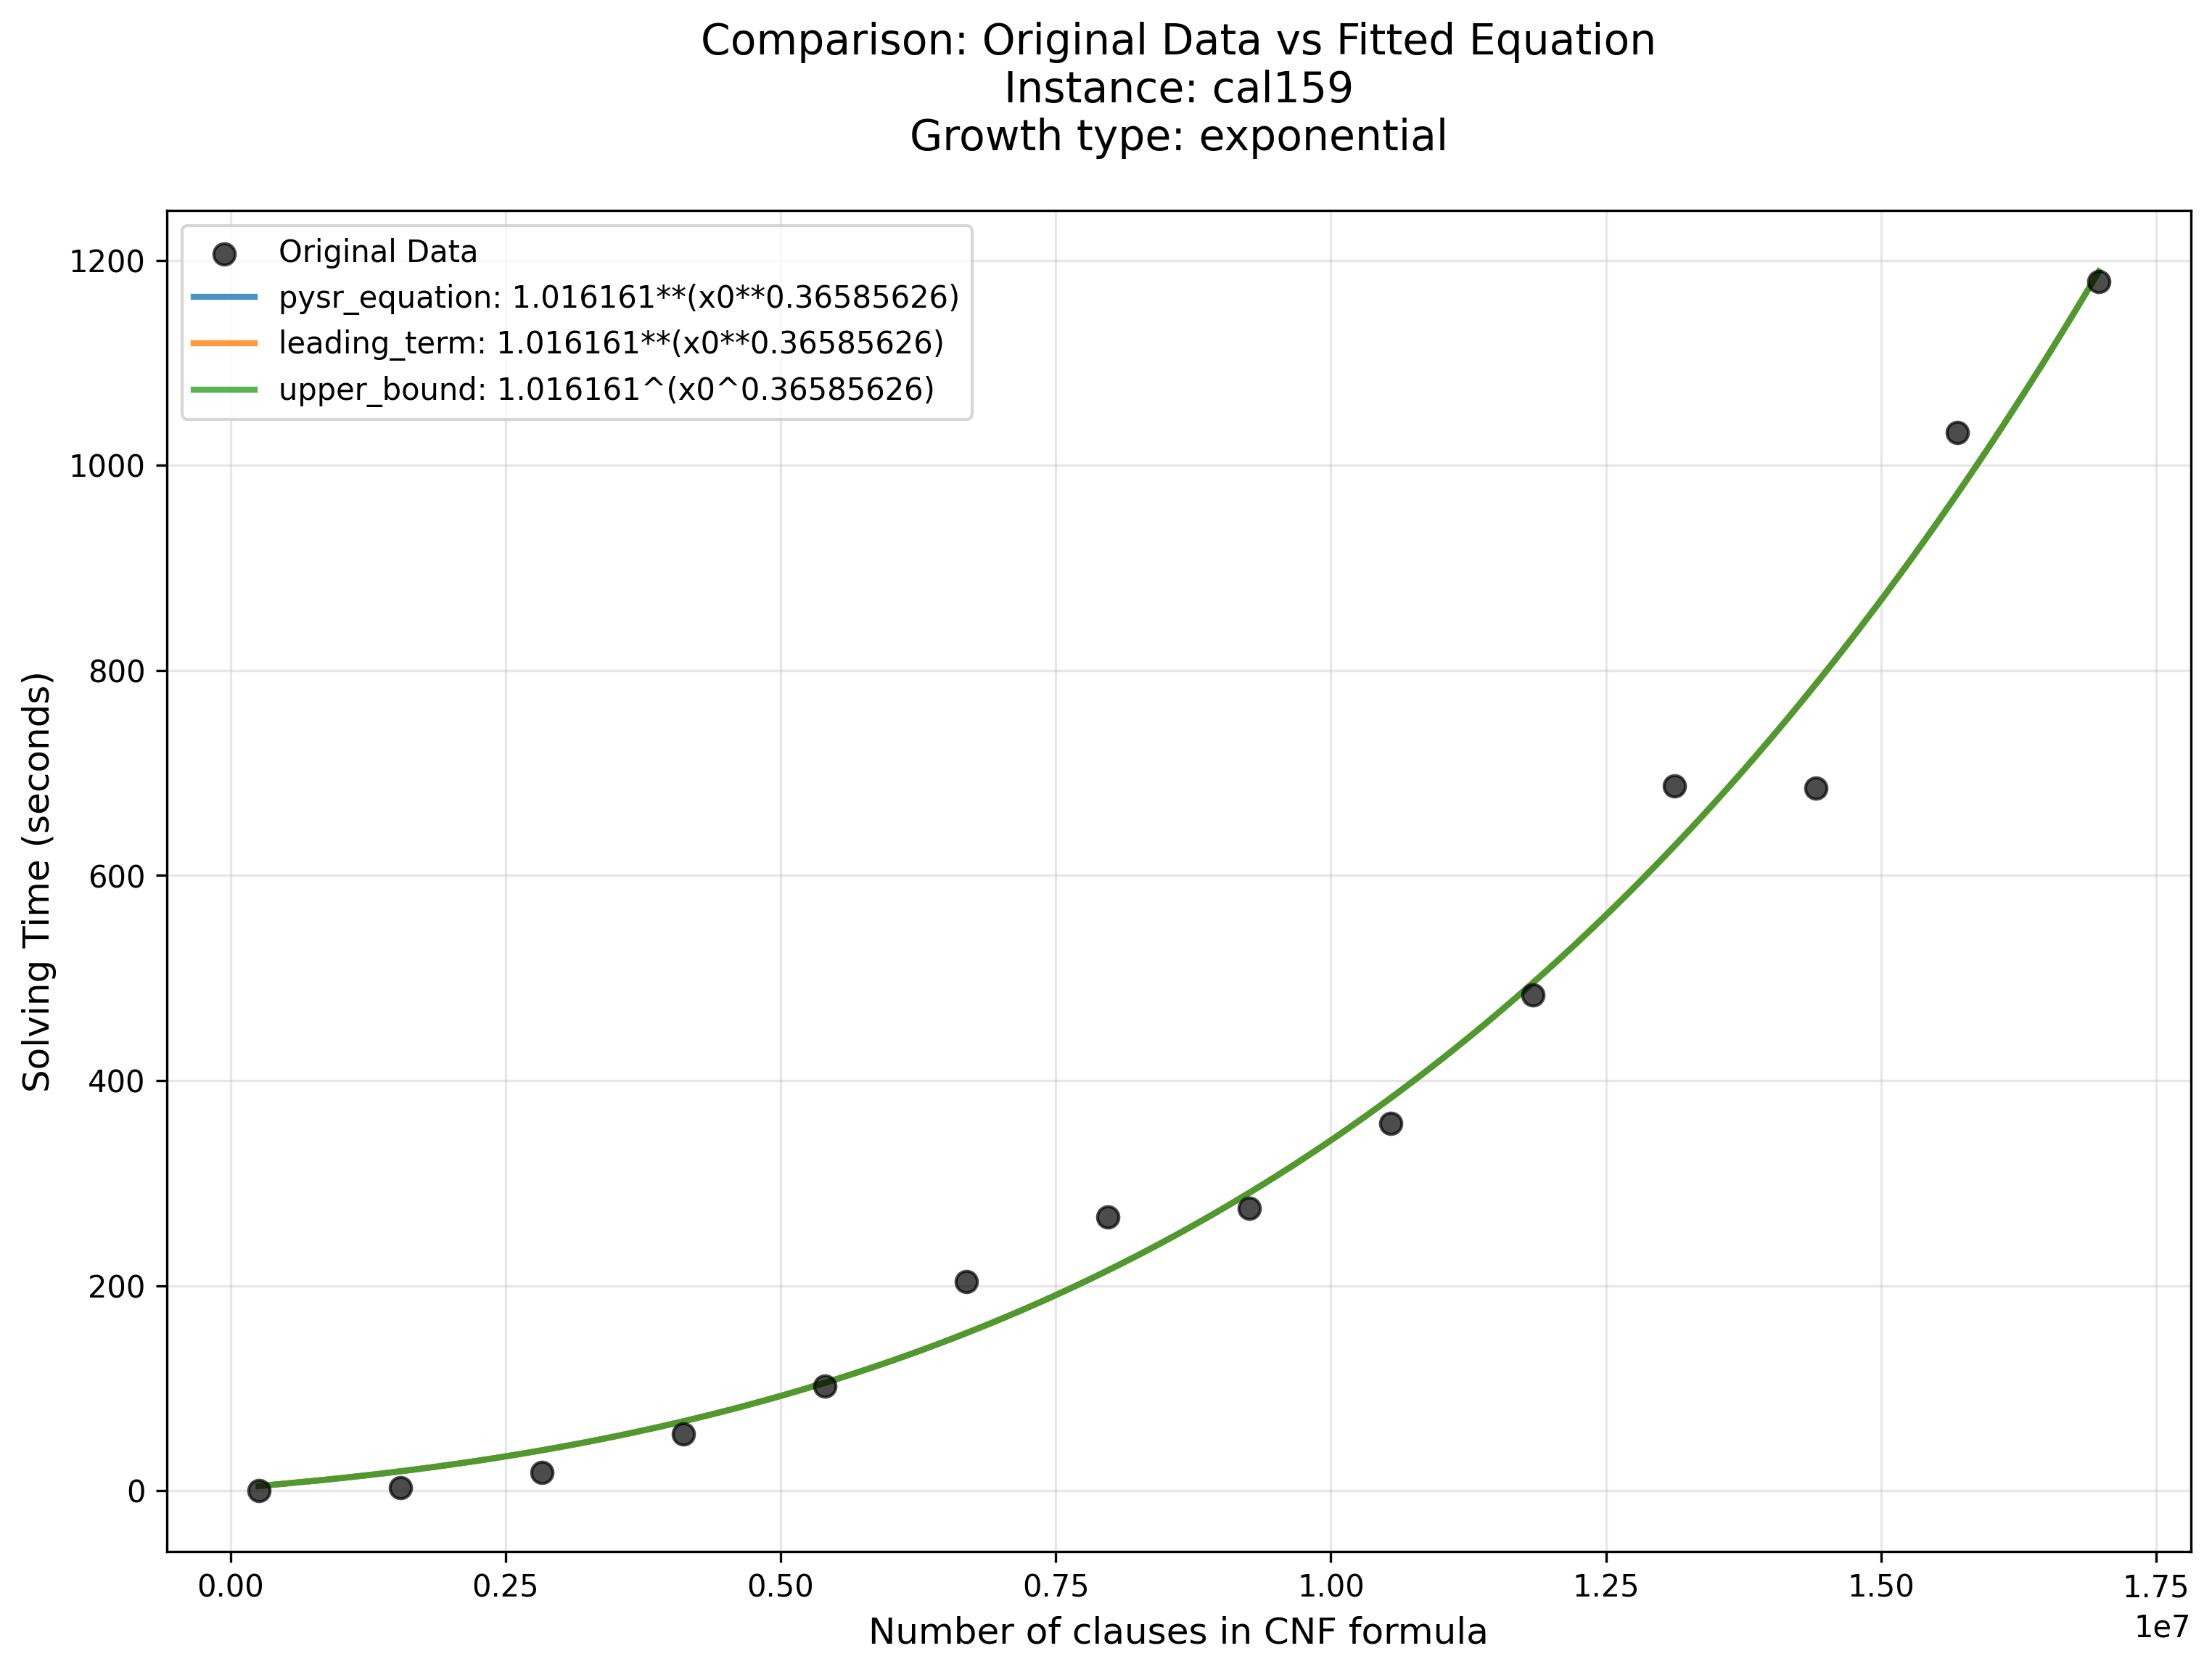 Comparison: Original Data vs Fitted Equation
Instance: cal159
Growth type: exponential
Original Data
pysr_equation: 1.016161**(x0**0.36585626)
leading_term: 1.016161**(x0**0.36585626)
upper_bound: 1.016161^(x0^0.36585626)
1200
1000
800
600
400
200
0
Solving Time (seconds)
0.00 0.25 0.50 0.75 1.00 1.25 1.50 1.75
1e7
Number of clauses in CNF formula